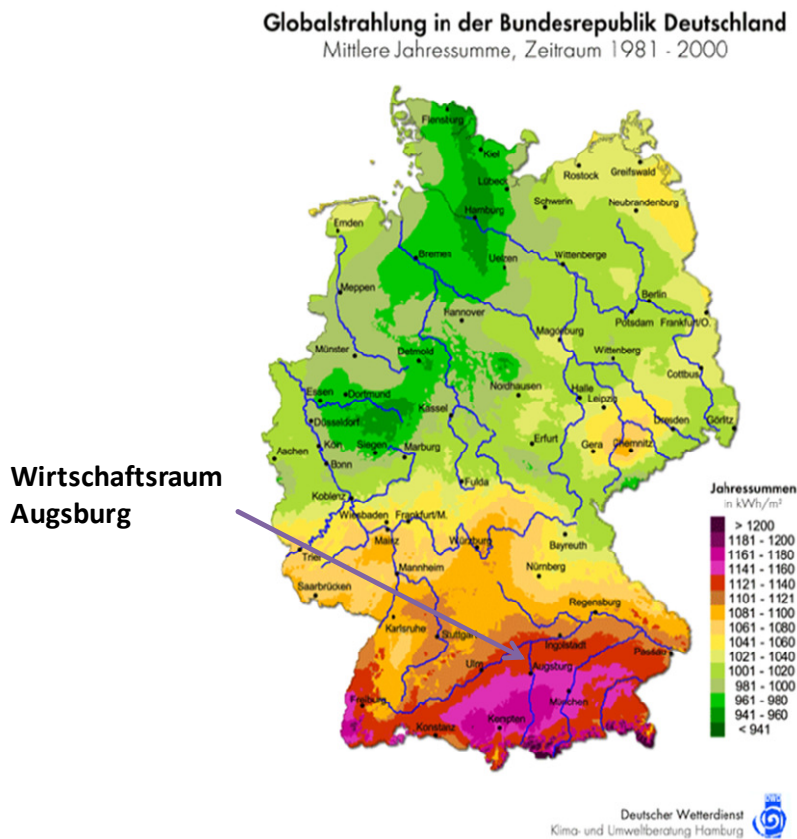 Globalstrahlung in der Bundesrepublik Deutschland
Mittlere Jahressumme, Zeitraum 1981 - 2000
Flensburg
Kiel
Lübeck
Rostock
Greifswald
Schwerin
Neubrandenburg
Hamburg
Emden
Bremes
Uelzen
Wittenberge
Meppen
Berlin
Hannover
Potsdam
Frankfurt/O.
Magdeburg
Münster
Detmold
Wittenberg
Cottbus
Nordhausen
Halle
Leipzig
Essen
Dortmund
Kassel
Düsseldorf
Dresden
Görlitz
Erfurt
Gera
Chemnitz
Köln
Siegen
Marburg
Aachen
Bonn
Fulda
Koblenz
Wirtschaftsraum
Augsburg
Wiesbaden
Frankfurt/M.
Mainz
Würzburg
Bayreuth
Trier
Mannheim
Nürnberg
Saarbrücken
Regensburg
Karlsruhe
Stuttgart
Ingolstadt
Passau
Ulm
Augsburg
Freiburg
München
Konstanz
Kempten
Jahressummen
in kWh/m²
> 1200
1181 - 1200
1161 - 1180
1141 - 1160
1121 - 1140
1101 - 1121
1081 - 1100
1061 - 1080
1041 - 1060
1021 - 1040
1001 - 1020
981 - 1000
961 - 980
941 - 960
< 941
Deutscher Wetterdienst
Klima- und Umweltberatung Hamburg
DWD